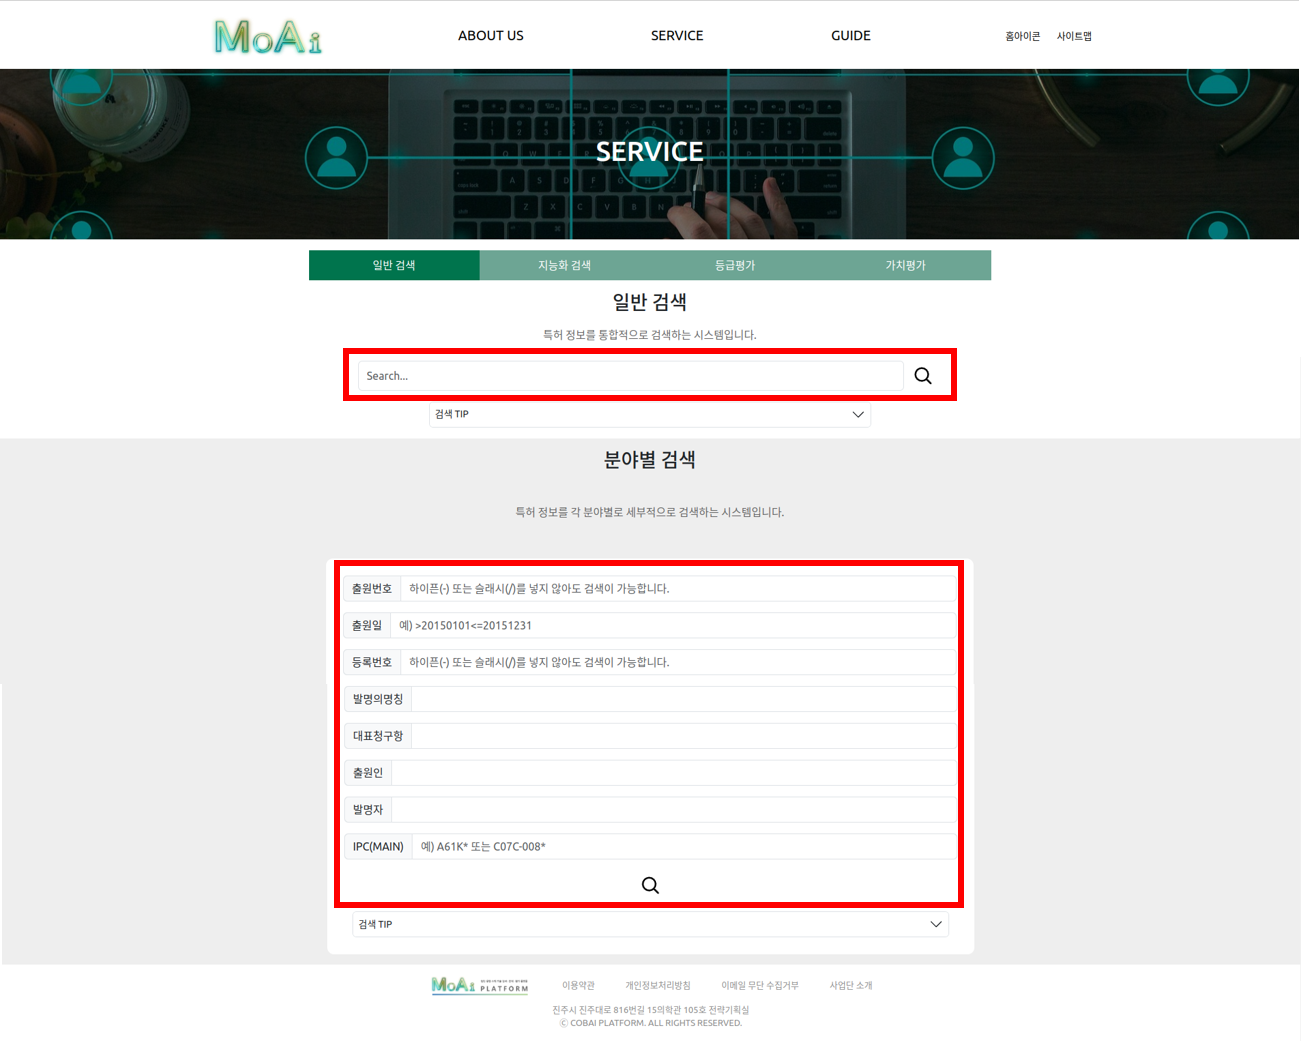 MoAi
ABOUT US
SERVICE
GUIDE
홈아이콘
사이트맵
SERVICE
일반 검색
지능화 검색
등급평가
가치평가
일반 검색
특허 정보를 통합적으로 검색하는 시스템입니다.
Search...
검색 TIP
분야별 검색
특허 정보를 각 분야별로 세부적으로 검색하는 시스템입니다.
출원번호 하이픈(-) 또는 슬래시(/)를 넣지 않아도 검색이 가능합니다.
출원일 예) >20150101<=20151231
등록번호 하이픈(-) 또는 슬래시(/)를 넣지 않아도 검색이 가능합니다.
발명의명칭
대표청구항
출원인
발명자
IPC(MAIN) 예) A61K* 또는 C07C-008*
검색 TIP
MoAi PLATFORM
이용약관
개인정보처리방침
이메일 무단 수집거부
사업단 소개
진주시 진주대로 816번길 15의학관 105호 전략기획실
ⓒ COBAI PLATFORM. ALL RIGHTS RESERVED.